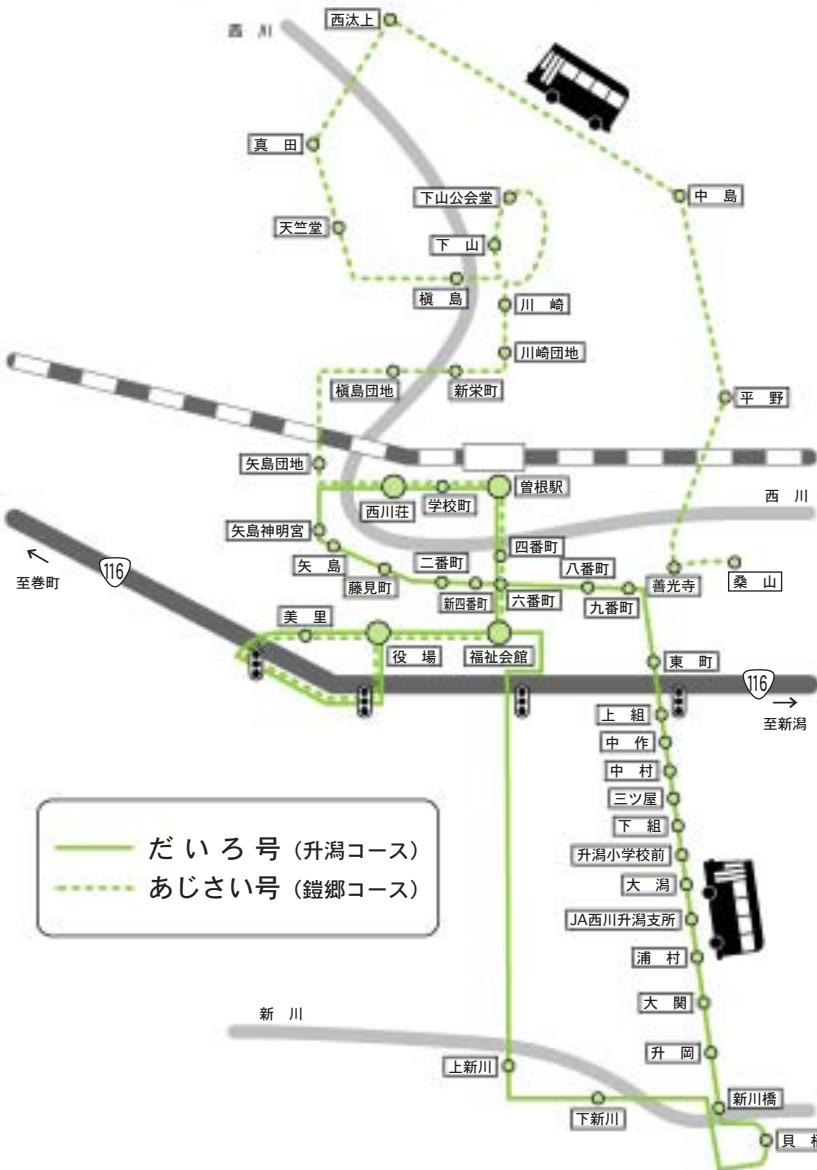 西汰上
西 川
真 田
下山公会堂
中 島
天竺堂
下 山
槇 島
川 崎
川崎団地
槇島団地
新栄町
平 野
矢島団地
曽根駅
西川荘
学校町
西 川
矢島神明宮
四番町
矢 島
二番町
八番町
善光寺
桑 山
至巻町
116
藤見町
新四番町
六番町
九番町
美 里
役 場
福祉会館
東 町
116
至新潟
上 組
中 作
中 村
三ツ屋
下 組
升潟小学校前
大 潟
JA西川升潟支所
浦 村
大 関
升 岡
だいろ号(升潟コース)
あじさい号(鎧郷コース)
新 川
上新川
下新川
新川橋
貝